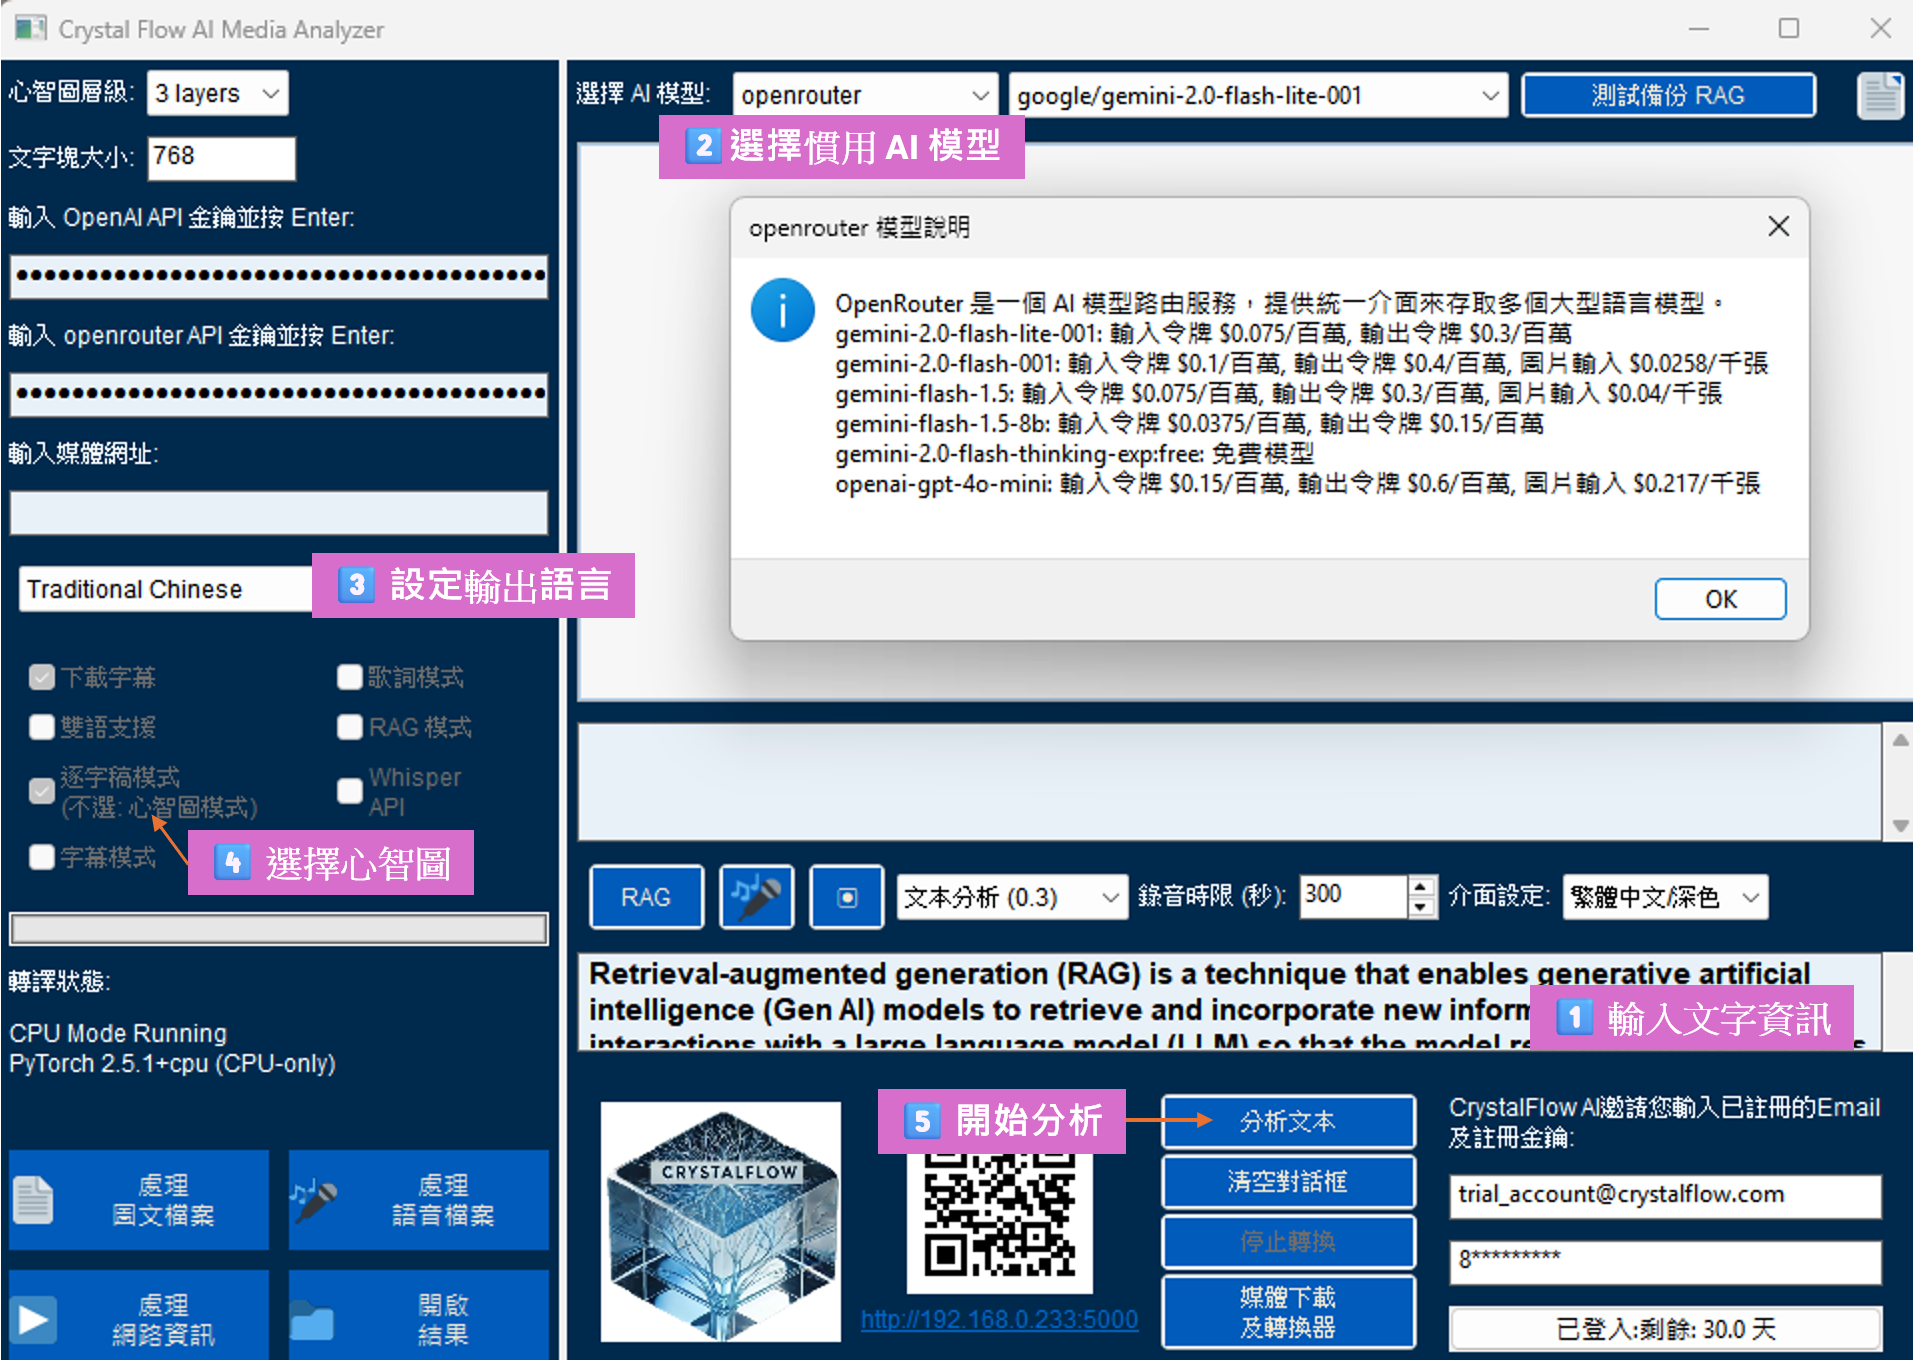 Crystal Flow AI Media Analyzer
心智圖層級:
3 layers
文字塊大小:
768
輸入 OpenAI API 金鑰並按 Enter:
輸入 openrouter API 金鑰並按 Enter:
輸入媒體網址:
Traditional Chinese
3 設定輸出語言
下載字幕
歌詞模式
雙語支援
RAG 模式
逐字稿模式
(不選: 心智圖模式)
Whisper
API
字幕模式
4 選擇心智圖
轉譯狀態:
CPU Mode Running
PyTorch 2.5.1+cpu (CPU-only)
處理
圖文檔案
處理
語音檔案
處理
網路資訊
開啟
結果
選擇 AI 模型:
openrouter
google/gemini-2.0-flash-lite-001
測試備份 RAG
2 選擇慣用 AI 模型
openrouter 模型說明
OpenRouter 是一個 AI 模型路由服務，提供統一介面來存取多個大型語言模型。
gemini-2.0-flash-lite-001: 輸入令牌 $0.075/百萬, 輸出令牌 $0.3/百萬
gemini-2.0-flash-001: 輸入令牌 $0.1/百萬, 輸出令牌 $0.4/百萬, 圖片輸入 $0.0258/千張
gemini-flash-1.5: 輸入令牌 $0.075/百萬, 輸出令牌 $0.3/百萬, 圖片輸入 $0.04/千張
gemini-flash-1.5-8b: 輸入令牌 $0.0375/百萬, 輸出令牌 $0.15/百萬
gemini-2.0-flash-thinking-exp:free: 免費模型
openai-gpt-4o-mini: 輸入令牌 $0.15/百萬, 輸出令牌 $0.6/百萬, 圖片輸入 $0.217/千張
OK
RAG
文本分析 (0.3)
錄音時限 (秒):
300
介面設定:
繁體中文/深色
Retrieval-augmented generation (RAG) is a technique that enables generative artificial
intelligence (Gen AI) models to retrieve and incorporate new inform
interactions with a large language model (LLM) so that the model re
1 輸入文字資訊
CRYSTALFLOW
5 開始分析
http://192.168.0.233:5000
分析文本
清空對話框
停止轉換
媒體下載
及轉換器
CrystalFlow AI邀請您輸入已註冊的Email
及註冊金鑰:
trial_account@crystalflow.com
8*********
已登入:剩餘: 30.0 天